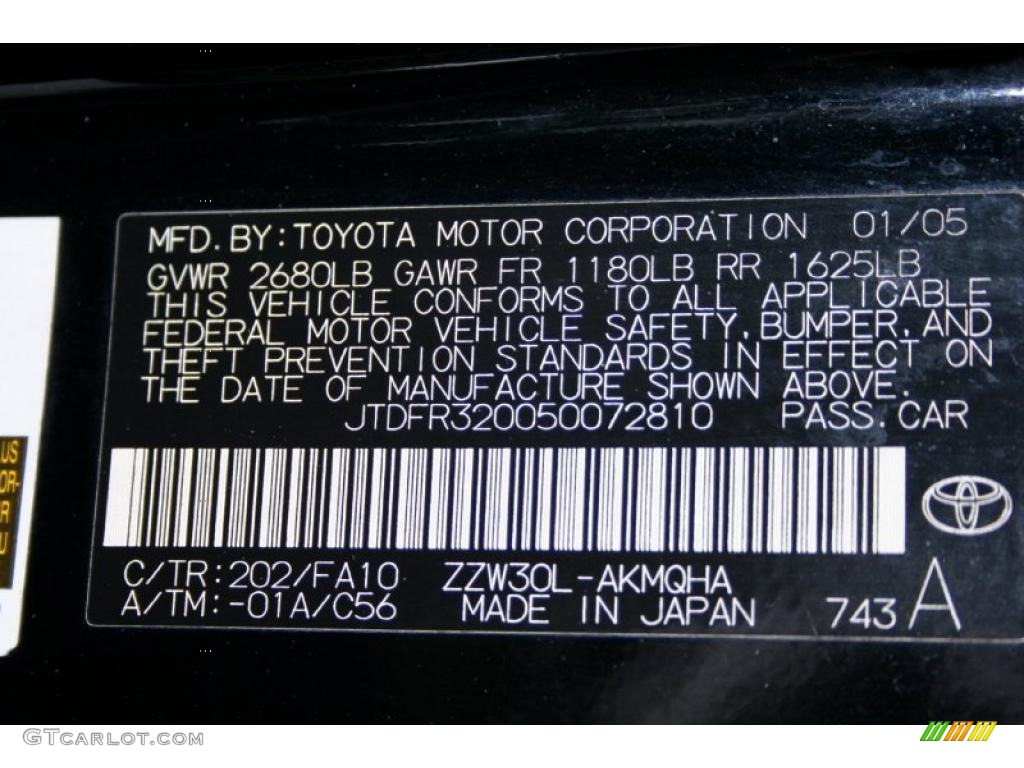 MFD. BY: TOYOTA MOTOR CORPORATION 01/05
GVWR 2680LB GAWR FR 1180LB RR 1625LB
THIS VEHICLE CONFORMS TO ALL APPLICABLE
FEDERAL MOTOR VEHICLE SAFETY, BUMPER, AND
THEFT PREVENTION STANDARDS IN EFFECT ON
THE DATE OF MANUFACTURE SHOWN ABOVE.
JTDFR320050072810 PASS. CAR
C/TR: 202/FA10 ZZW30L-AKMQHA
A/TM: -01A/C56 MADE IN JAPAN 743 A
GTCARLOT.COM